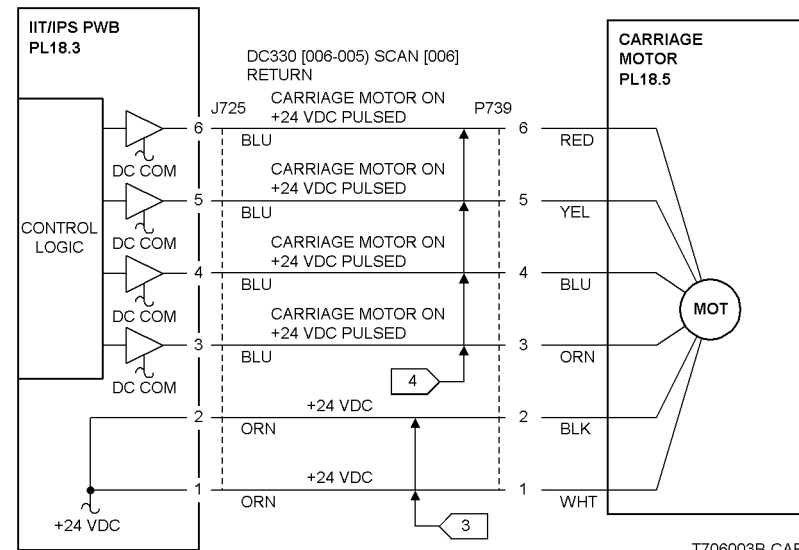 IIT/IPS PWB
PL18.3
DC330 [006-005) SCAN [006]
RETURN
CARRIAGE
MOTOR
PL18.5
J725
CARRIAGE MOTOR ON
+24 VDC PULSED
P739
6
BLU
6
RED
DC COM
CARRIAGE MOTOR ON
+24 VDC PULSED
5
BLU
5
YEL
CONTROL
LOGIC
DC COM
CARRIAGE MOTOR ON
+24 VDC PULSED
4
BLU
4
BLU
MOT
DC COM
CARRIAGE MOTOR ON
+24 VDC PULSED
3
BLU
3
ORN
DC COM
4
+24 VDC
2
ORN
2
BLK
+24 VDC
1
ORN
1
WHT
+24 VDC
3